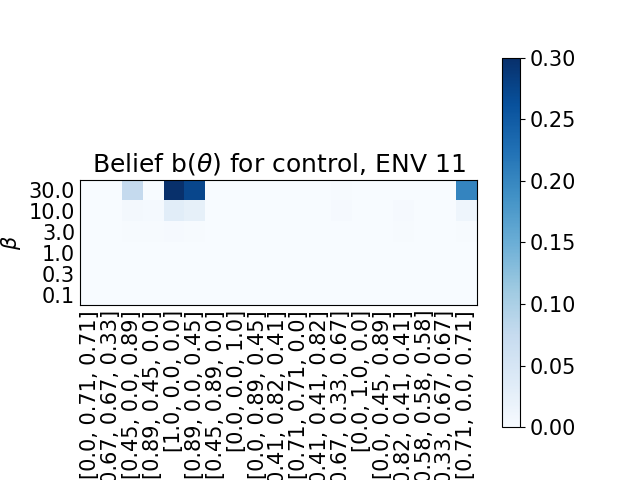 Belief b(θ) for control, ENV 11
β
30.0
10.0
3.0
1.0
0.3
0.1
[0.0, 0.71, 0.71]
0.67, 0.67, 0.33]
[0.45, 0.0, 0.89]
[0.89, 0.45, 0.0]
[1.0, 0.0, 0.0]
[0.89, 0.0, 0.45]
[0.45, 0.89, 0.0]
[0.0, 0.0, 1.0]
[0.0, 0.89, 0.45]
0.41, 0.82, 0.41]
[0.71, 0.71, 0.0]
0.41, 0.41, 0.82]
0.67, 0.33, 0.67]
[0.0, 1.0, 0.0]
[0.0, 0.45, 0.89]
0.82, 0.41, 0.41]
0.58, 0.58, 0.58]
0.33, 0.67, 0.67]
[0.71, 0.0, 0.71]
0.30
0.25
0.20
0.15
0.10
0.05
0.00